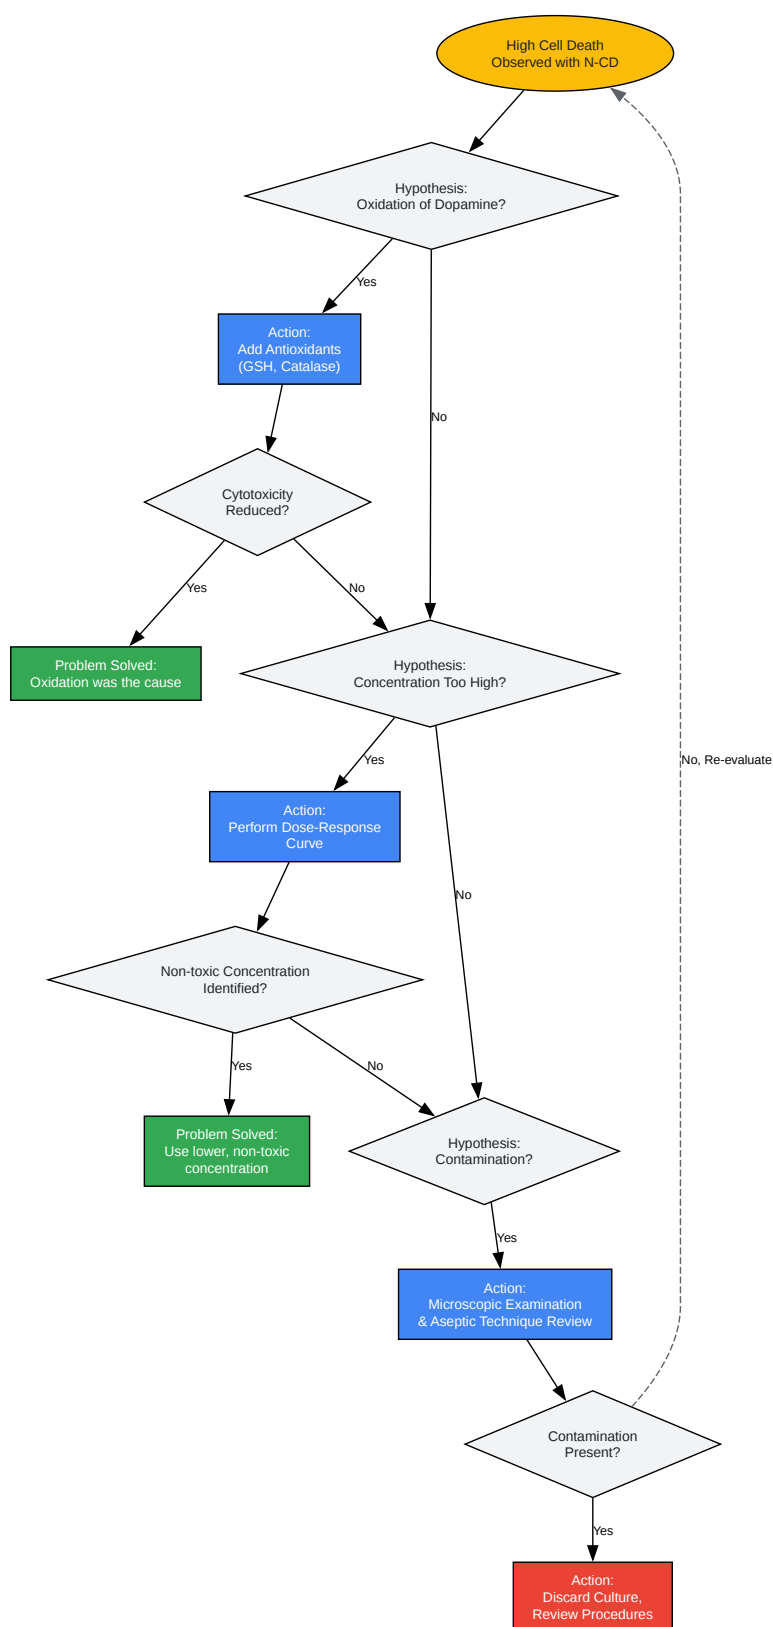 High Cell Death
Observed with N-CD
Hypothesis:
Oxidation of Dopamine?
Yes
Action:
Add Antioxidants
(GSH, Catalase)
No
Cytotoxicity
Reduced?
Yes
No
Problem Solved:
Oxidation was the cause
Hypothesis:
Concentration Too High?
Yes
No, Re-evaluate
Action:
Perform Dose-Response
Curve
No
Non-toxic Concentration
Identified?
Yes
No
Problem Solved:
Use lower, non-toxic
concentration
Hypothesis:
Contamination?
Yes
Action:
Microscopic Examination
& Aseptic Technique Review
Contamination
Present?
Yes
Action:
Discard Culture,
Review Procedures